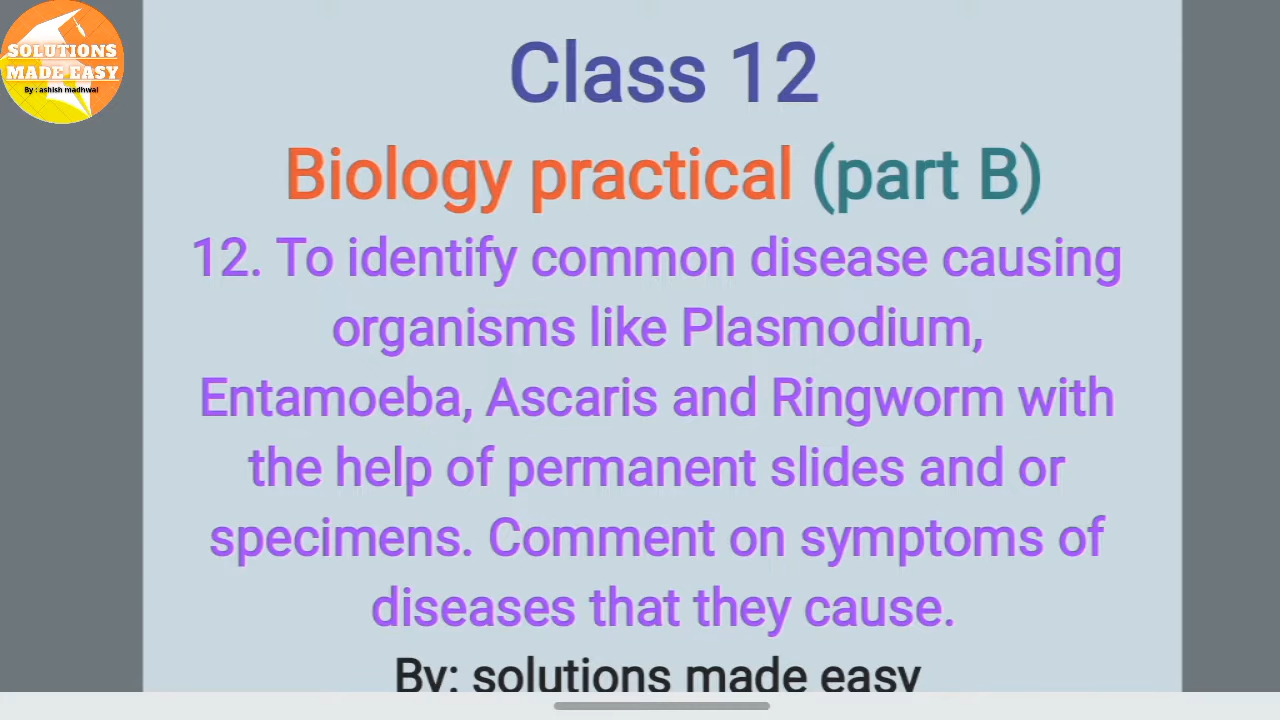 SOLUTIONS
MADE EASY
By : ashish madhwal
Class 12
Biology practical (part B)
12. To identify common disease causing
organisms like Plasmodium,
Entamoeba, Ascaris and Ringworm with
the help of permanent slides and or
specimens. Comment on symptoms of
diseases that they cause.
By: solutions made easy